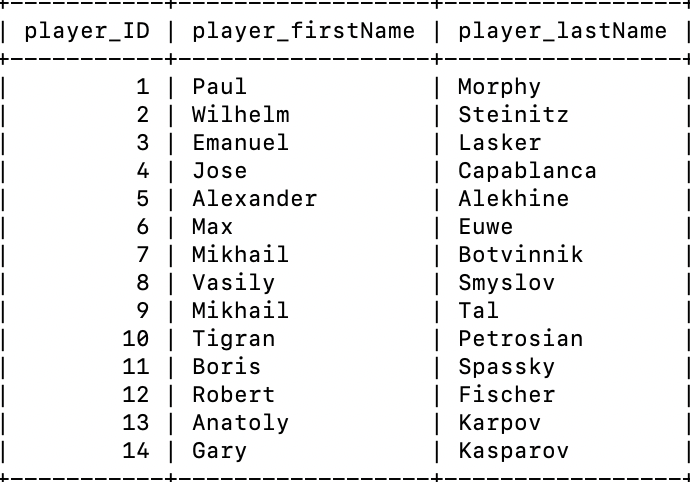 +-----------+------------------+-----------------+
| player_ID | player_firstName | player_lastName |
+-----------+------------------+-----------------+
|         1 | Paul             | Morphy          |
|         2 | Wilhelm          | Steinitz        |
|         3 | Emanuel          | Lasker          |
|         4 | Jose             | Capablanca      |
|         5 | Alexander        | Alekhine        |
|         6 | Max              | Euwe            |
|         7 | Mikhail          | Botvinnik       |
|         8 | Vasily           | Smyslov         |
|         9 | Mikhail          | Tal             |
|        10 | Tigran           | Petrosian       |
|        11 | Boris            | Spassky         |
|        12 | Robert           | Fischer         |
|        13 | Anatoly          | Karpov          |
|        14 | Gary             | Kasparov        |
+-----------+------------------+-----------------+